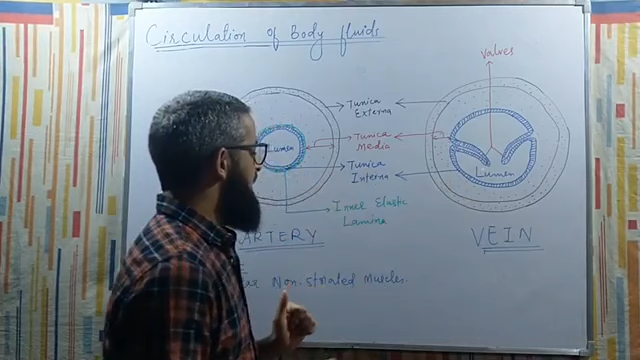 Circulation of Body fluids
valves
Tunica
Externa
Tunica
Media
Lumen
Tunica
Interna
Lumen
Inner Elastic
Lamina
ARTERY
VEIN
Non-striated Muscles.